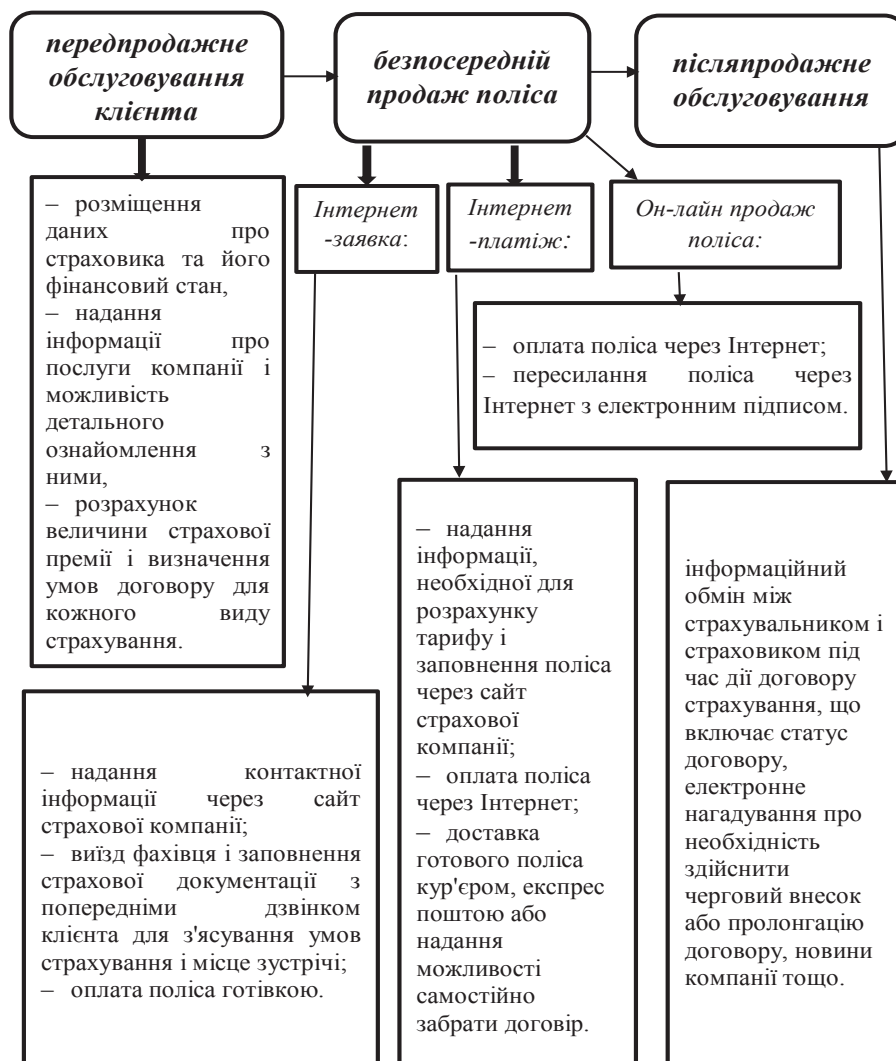 передпродажне
обслуговування
клієнта
безпосередній
продаж поліса
післяпродажне
обслуговування
– розміщення
даних про
страховика та його
фінансовий стан,
– надання
інформації про
послуги компанії і
можливість
детального
ознайомлення з
ними,
– розрахунок
величини страхової
премії і визначення
умов договору для
кожного виду
страхування.
Інтернет
-заявка:
Інтернет
-платіж:
Он-лайн продаж
поліса:
– оплата поліса через Інтернет;
– пересилання поліса через
Інтернет з електронним підписом.
– надання контактної
інформації через сайт
страхової компанії;
– виїзд фахівця і заповнення
страхової документації з
попередніми дзвінком
клієнта для з'ясування умов
страхування і місце зустрічі;
– оплата поліса готівкою.
– надання
інформації,
необхідної для
розрахунку
тарифу і
заповнення поліса
через сайт
страхової
компанії;
– оплата поліса
через Інтернет;
– доставка
готового поліса
кур'єром, експрес
поштою або
надання
можливості
самостійно
забрати договір.
інформаційний
обмін між
страхувальником і
страховиком під
час дії договору
страхування, що
включає статус
договору,
електронне
нагадування про
необхідність
здійснити
черговий внесок
або пролонгацію
договору, новини
компанії тощо.